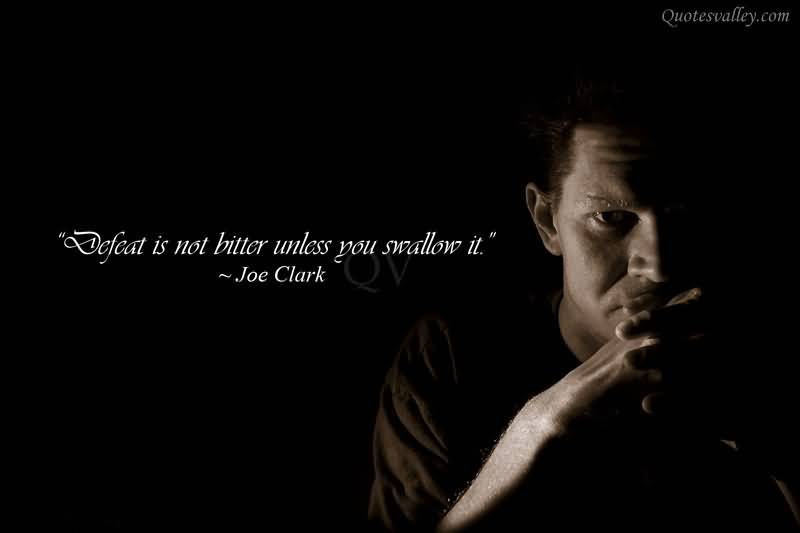 Quotesvalley.com
“Defeat is not bitter unless you swallow it.”
~ Joe Clark
QV